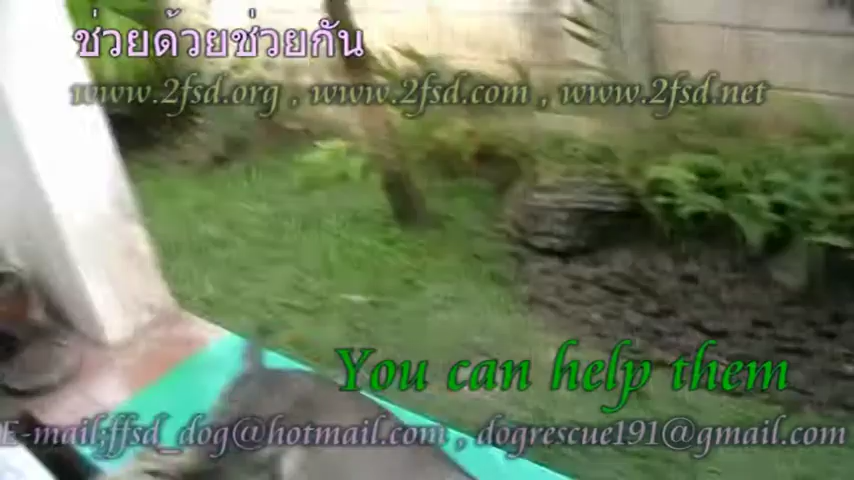 ช่วยด้วยช่วยกัน
www.2fsd.org , www.2fsd.com , www.2fsd.net
You can help them
E-mail;ffsd_dog@hotmail.com , dogrescue191@gmail.com